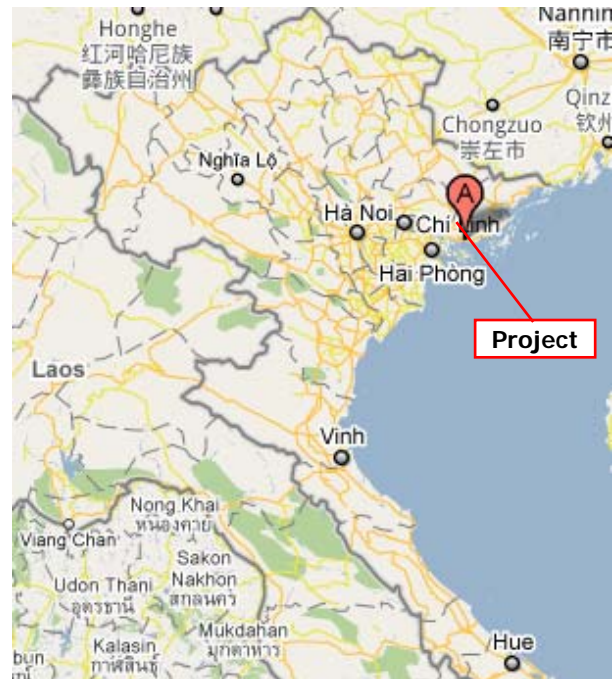 Honghe
红河哈尼族
彝族自治州
Nannin
南宁市
Qinz
钦州
Chongzuo
崇左市
Nghĩa Lộ
A
Hà Noi
Chí Linh
Hải Phòng
Project
Laos
Vinh
Nong Khai
หนองคาย
Viang Chan
Sakon
Nakhon
สกลนคร
Udon Thani
อุดรธานี
Mukdahan
มุกดาหาร
Kalasin
กาฬสินธุ์
Hue